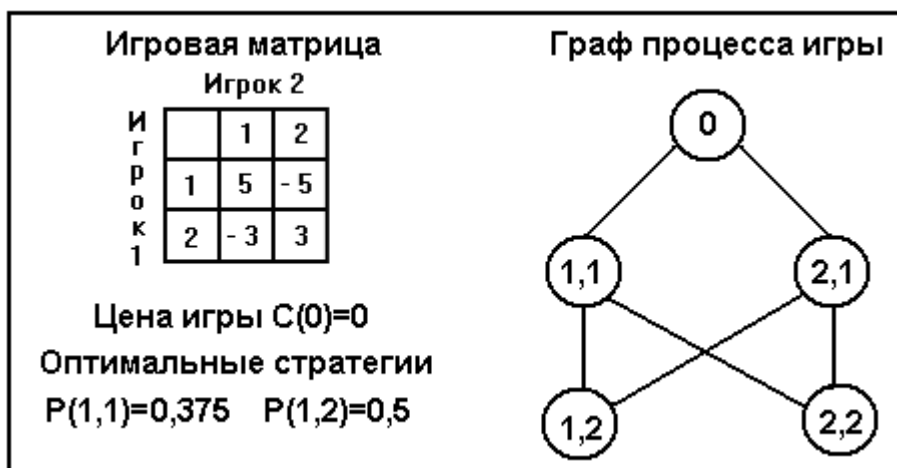 Игровая матрица
Игрок 2
Игрок 1
1 2
1 5 - 5
2 - 3 3
Цена игры C(0)=0
Оптимальные стратегии
P(1,1)=0,375 P(1,2)=0,5
Граф процесса игры
0
1,1 2,1
1,2 2,2